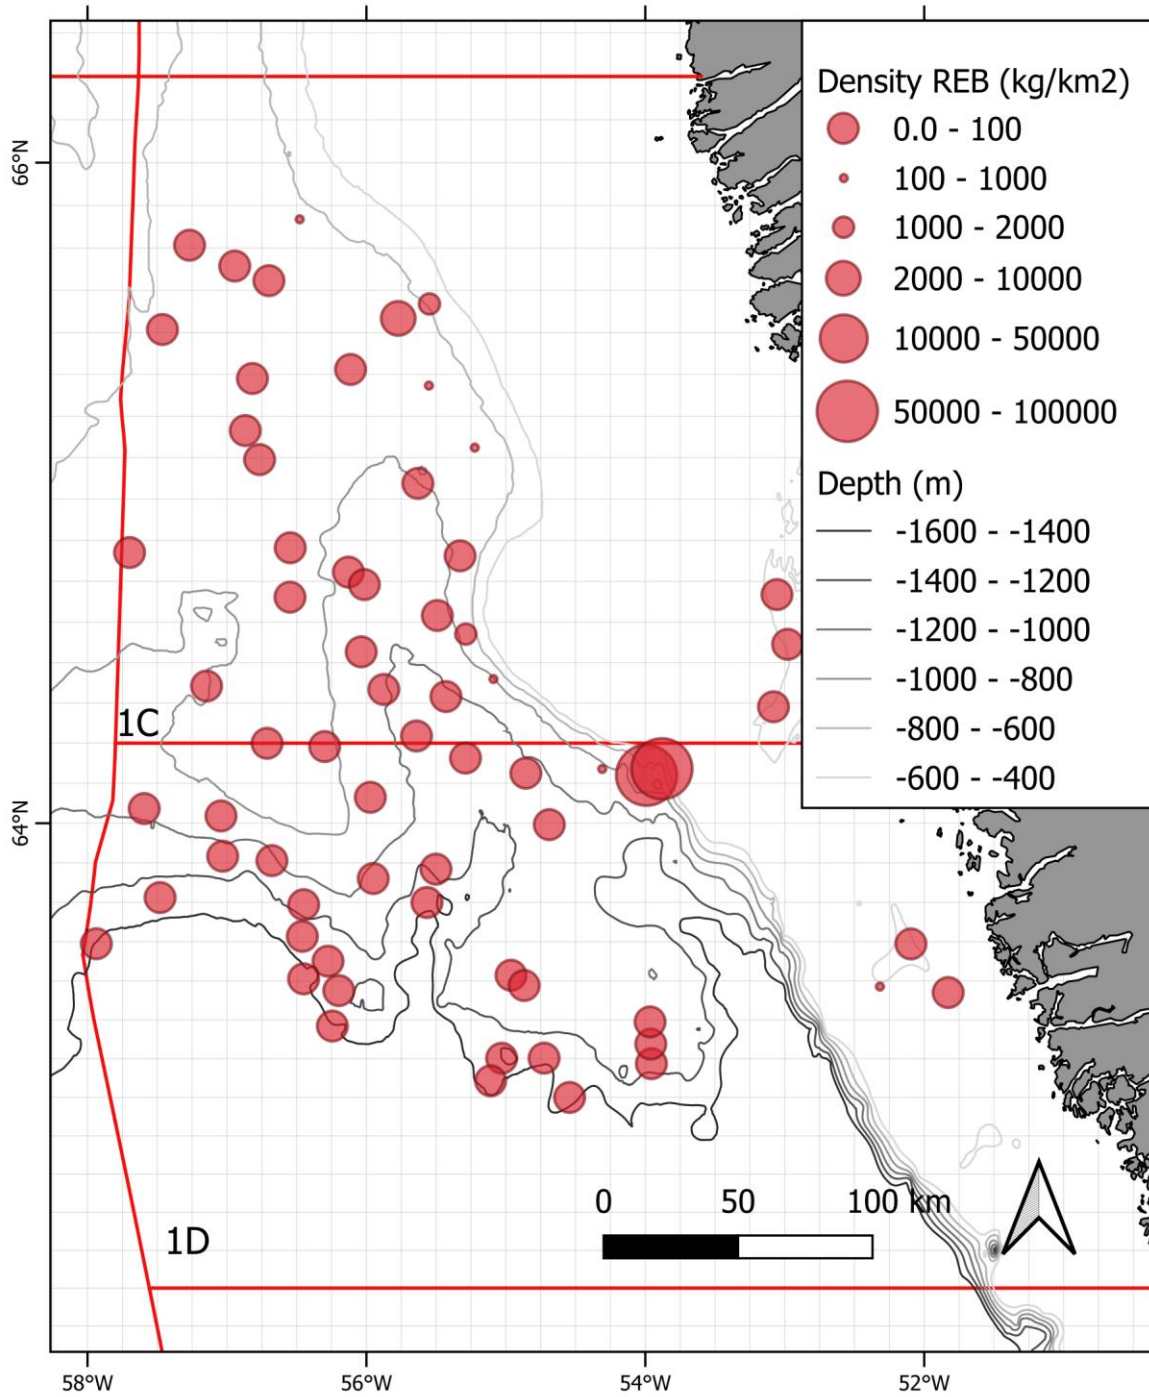 Density REB (kg/km2)
0.0 - 100
100 - 1000
1000 - 2000
2000 - 10000
10000 - 50000
50000 - 100000
Depth (m)
-1600 - -1400
-1400 - -1200
-1200 - -1000
-1000 - -800
-800 - -600
-600 - -400
66°N
1C
64°N
0 50 100 km
1D
58°W 56°W 54°W 52°W